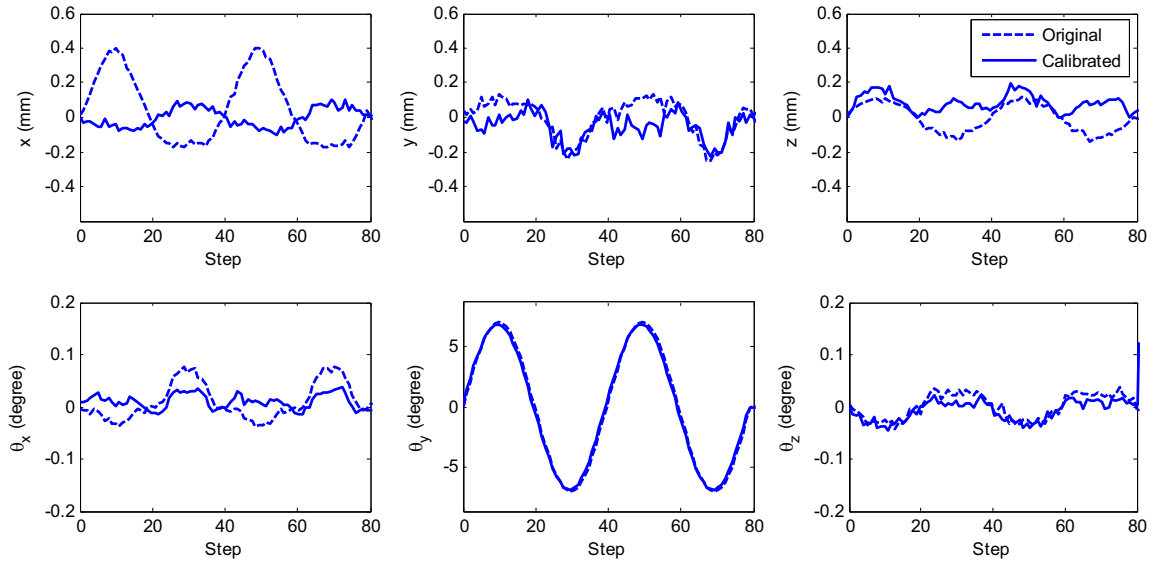 0.6
0.4
0.2
0
-0.2
-0.4
x (mm)
0 20 40 60 80
Step
0.6
0.4
0.2
0
-0.2
-0.4
y (mm)
0 20 40 60 80
Step
0.6
0.4
0.2
0
-0.2
-0.4
z (mm)
0 20 40 60 80
Step
Original
Calibrated
0.2
0.1
0
-0.1
-0.2
θx (degree)
0 20 40 60 80
Step
5
0
-5
θy (degree)
0 20 40 60 80
Step
0.2
0.1
0
-0.1
-0.2
θz (degree)
0 20 40 60 80
Step